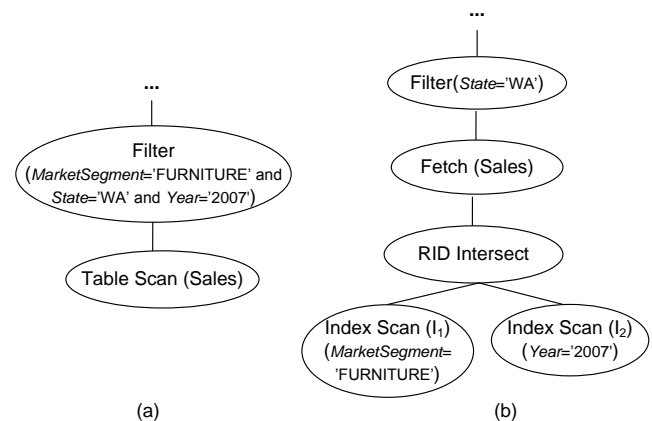 ...
Filter
(MarketSegment='FURNITURE' and
State='WA' and Year='2007')
Table Scan (Sales)
(a)
...
Filter(State='WA')
Fetch (Sales)
RID Intersect
Index Scan (I₁)
(MarketSegment=
'FURNITURE')
Index Scan (I₂)
(Year='2007')
(b)